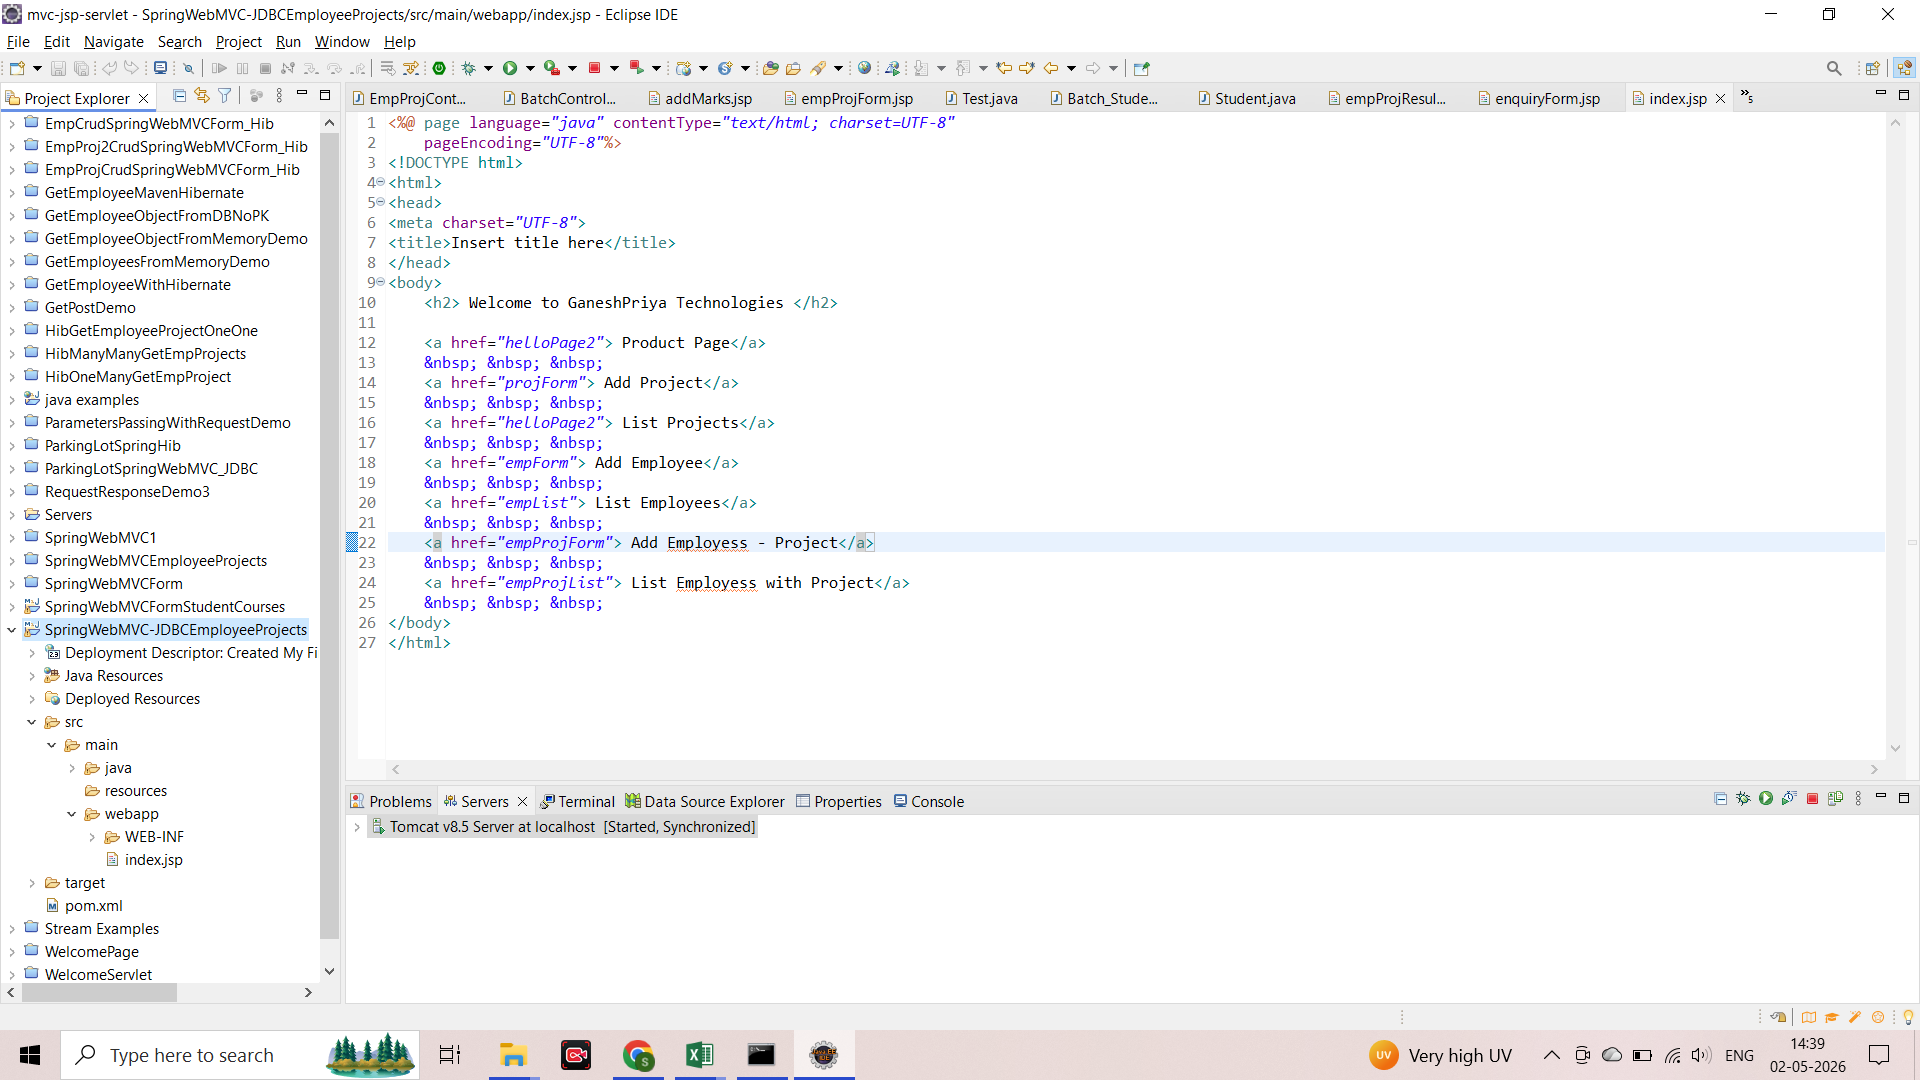 mvc-jsp-servlet - SpringWebMVC-JDBCEmployeeProjects/src/main/webapp/index.jsp - Eclipse IDE
File Edit Navigate Search Project Run Window Help
Project Explorer
EmpCrudSpringWebMVCForm_Hib
EmpProj2CrudSpringWebMVCForm_Hib
EmpProjCrudSpringWebMVCForm_Hib
GetEmployeeMavenHibernate
GetEmployeeObjectFromDBNoPK
GetEmployeeObjectFromMemoryDemo
GetEmployeesFromMemoryDemo
GetEmployeeWithHibernate
GetPostDemo
HibGetEmployeeProjectOneOne
HibManyManyGetEmpProjects
HibOneManyGetEmpProject
java examples
ParametersPassingWithRequestDemo
ParkingLotSpringHib
ParkingLotSpringWebMVC_JDBC
RequestResponseDemo3
Servers
SpringWebMVC1
SpringWebMVCEmployeeProjects
SpringWebMVCForm
SpringWebMVCFormStudentCourses
SpringWebMVC-JDBCEmployeeProjects
Deployment Descriptor: Created My Fi
Java Resources
Deployed Resources
src
main
java
resources
webapp
WEB-INF
index.jsp
target
pom.xml
Stream Examples
WelcomePage
WelcomeServlet
EmpProjCont... BatchControl... addMarks.jsp empProjForm.jsp Test.java Batch_Stude... Student.java empProjResul... enquiryForm.jsp index.jsp »5
1 <%@ page language="java" contentType="text/html; charset=UTF-8"
2 pageEncoding="UTF-8"%>
3 <!DOCTYPE html>
4 <html>
5 <head>
6 <meta charset="UTF-8">
7 <title>Insert title here</title>
8 </head>
9 <body>
10 <h2> Welcome to GaneshPriya Technologies </h2>
11
12 <a href="helloPage2"> Product Page</a>
13 &nbsp; &nbsp; &nbsp;
14 <a href="projForm"> Add Project</a>
15 &nbsp; &nbsp; &nbsp;
16 <a href="helloPage2"> List Projects</a>
17 &nbsp; &nbsp; &nbsp;
18 <a href="empForm"> Add Employee</a>
19 &nbsp; &nbsp; &nbsp;
20 <a href="empList"> List Employees</a>
21 &nbsp; &nbsp; &nbsp;
22 <a href="empProjForm"> Add Employess - Project</a>
23 &nbsp; &nbsp; &nbsp;
24 <a href="empProjList"> List Employess with Project</a>
25 &nbsp; &nbsp; &nbsp;
26 </body>
27 </html>
Problems Servers Terminal Data Source Explorer Properties Console
Tomcat v8.5 Server at localhost [Started, Synchronized]
Type here to search
UV Very high UV ENG
14:39
02-05-2026